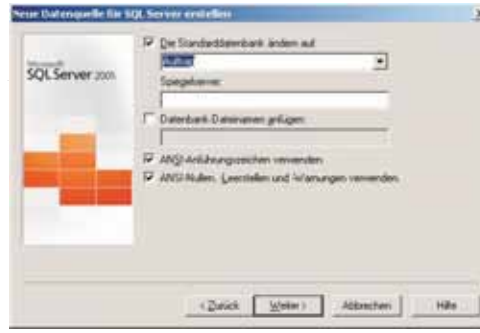 Neue Datenquelle für SQL Server erstellen
Microsoft
SQL Server 2005
Die Standarddatenbank ändern auf:
Spiegelserver:
Datenbank-Dateinamen anfügen:
ANSI-Anführungszeichen verwenden.
ANSI-Nullen, -Leerstellen und -Warnungen verwenden.
< Zurück
Weiter >
Abbrechen
Hilfe